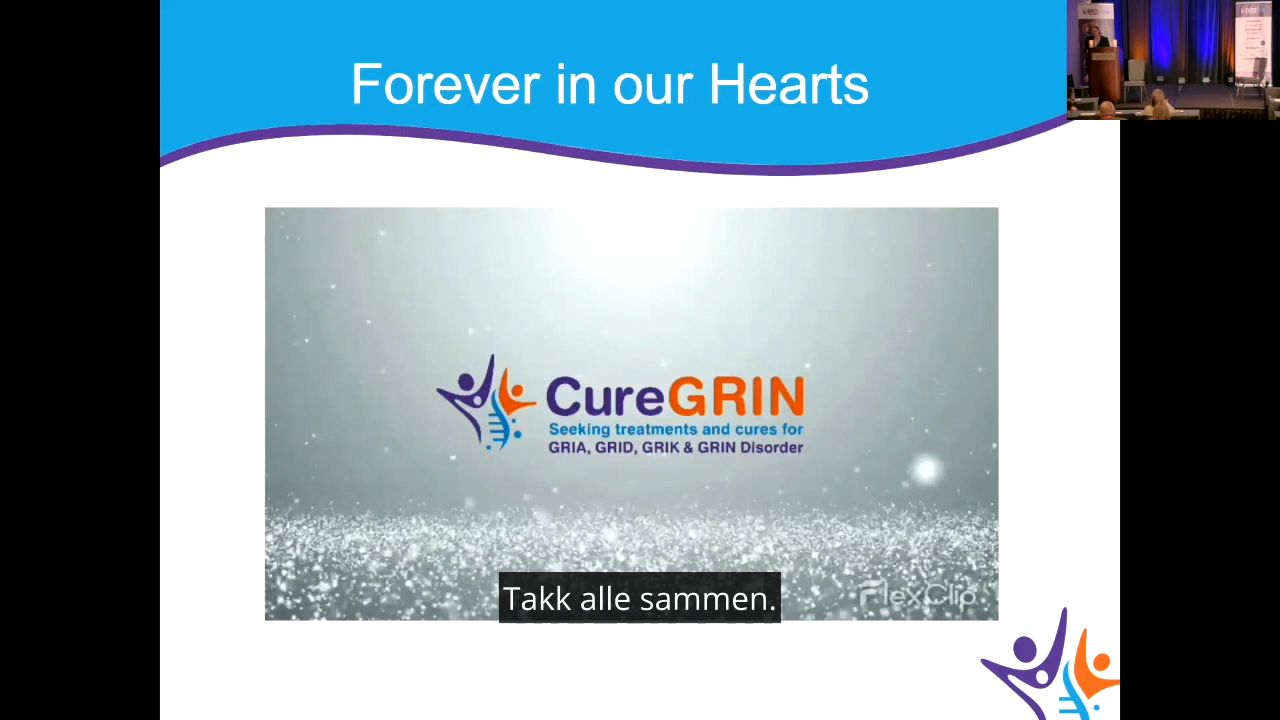 Forever in our Hearts
CureGRIN
Seeking treatments and cures for
GRIA, GRID, GRIK & GRIN Disorder
Takk alle sammen.
FlexClip